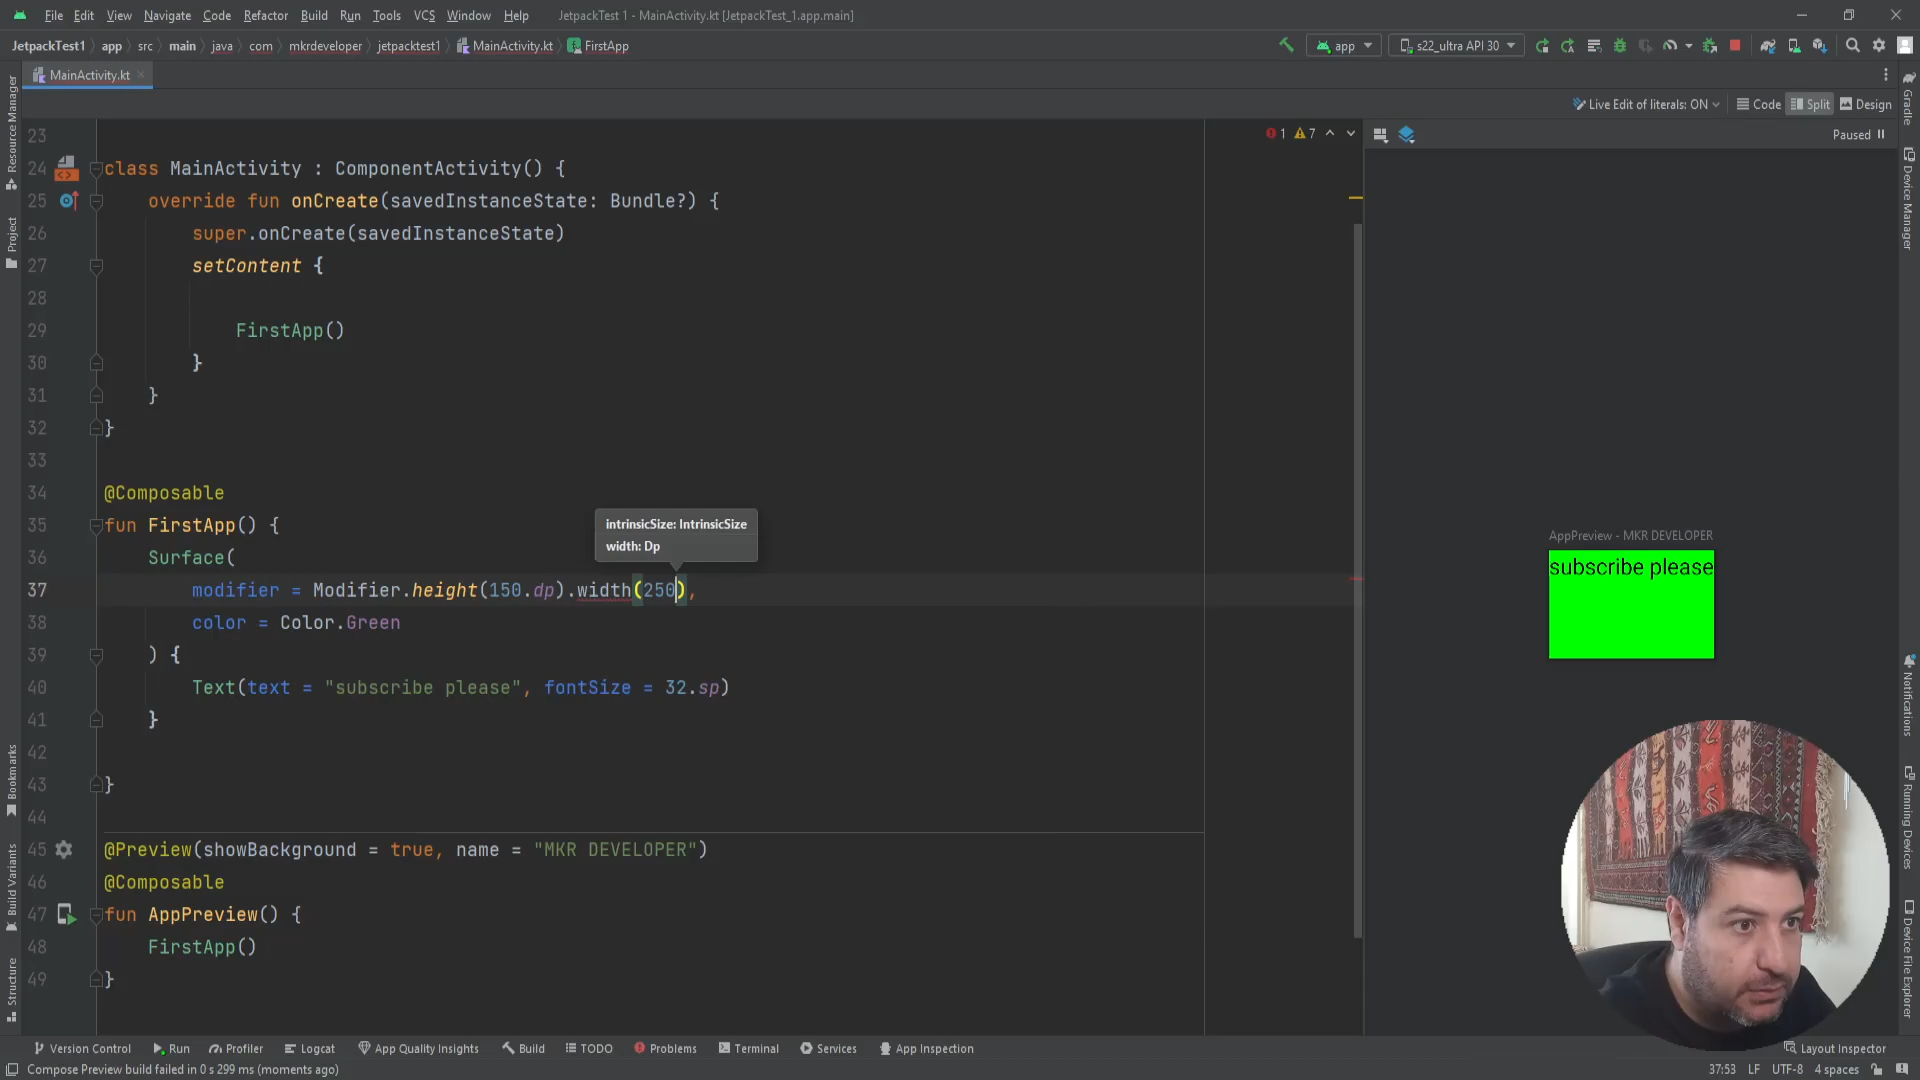 File Edit View Navigate Code Refactor Build Run Tools VCS Window Help JetpackTest 1 - MainActivity.kt [JetpackTest_1.app.main]
JetpackTest1 app src main java com mkrdeveloper jetpacktest1 MainActivity.kt FirstApp app s22_ultra API 30
MainActivity.kt
Live Edit of literals: ON Code Split Design
1 7 Paused
23
24 class MainActivity : ComponentActivity() {
25 override fun onCreate(savedInstanceState: Bundle?) {
26 super.onCreate(savedInstanceState)
27 setContent {
28
29 FirstApp()
30 }
31 }
32 }
33
34 @Composable
35 fun FirstApp() {
intrinsicSize: IntrinsicSize
width: Dp
36 Surface(
37 modifier = Modifier.height(150.dp).width(250),
38 color = Color.Green
39 ) {
40 Text(text = "subscribe please", fontSize = 32.sp)
41 }
42
43 }
44
45 @Preview(showBackground = true, name = "MKR DEVELOPER")
46 @Composable
47 fun AppPreview() {
48 FirstApp()
49 }
AppPreview - MKR DEVELOPER
subscribe please
Resource Manager
Project
Bookmarks
Build Variants
Structure
Gradle
Device Manager
Notifications
Running Devices
Device File Explorer
Version Control Run Profiler Logcat App Quality Insights Build TODO Problems Terminal Services App Inspection Layout Inspector
Compose Preview build failed in 0 s 299 ms (moments ago) 37:53 LF UTF-8 4 spaces